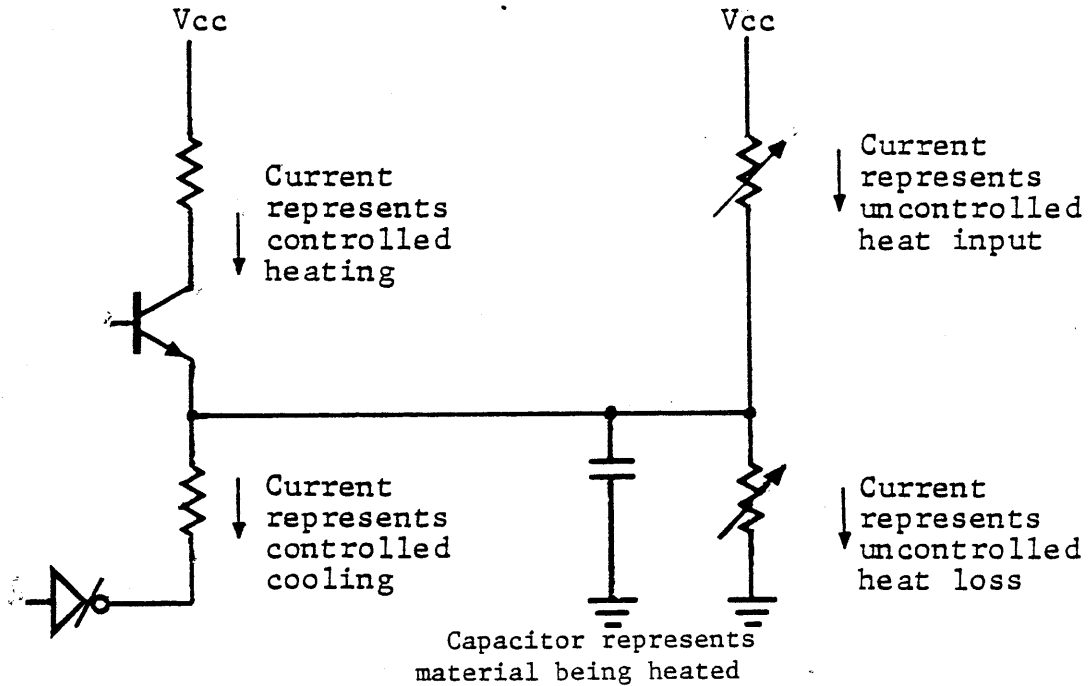 Vcc
Vcc
Current
represents
controlled
heating
Current
represents
uncontrolled
heat input
Current
represents
controlled
cooling
Current
represents
uncontrolled
heat loss
Capacitor represents
material being heated